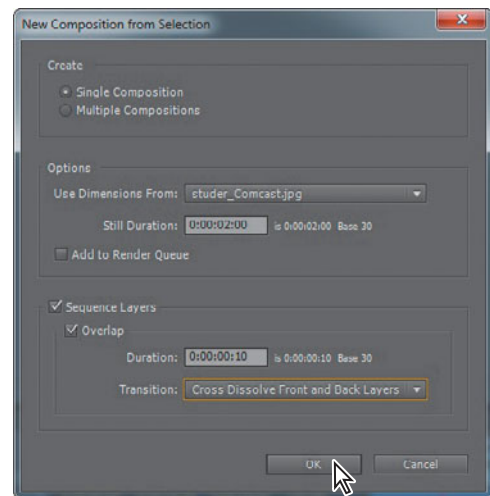 New Composition from Selection
Create
Single Composition
Multiple Compositions
Options
Use Dimensions From: studer_Comcast.jpg
Still Duration: 0:00:02:00 is 0:00:02:00 Base 30
Add to Render Queue
Sequence Layers
Overlap
Duration: 0:00:00:10 is 0:00:00:10 Base 30
Transition: Cross Dissolve Front and Back Layers
OK Cancel